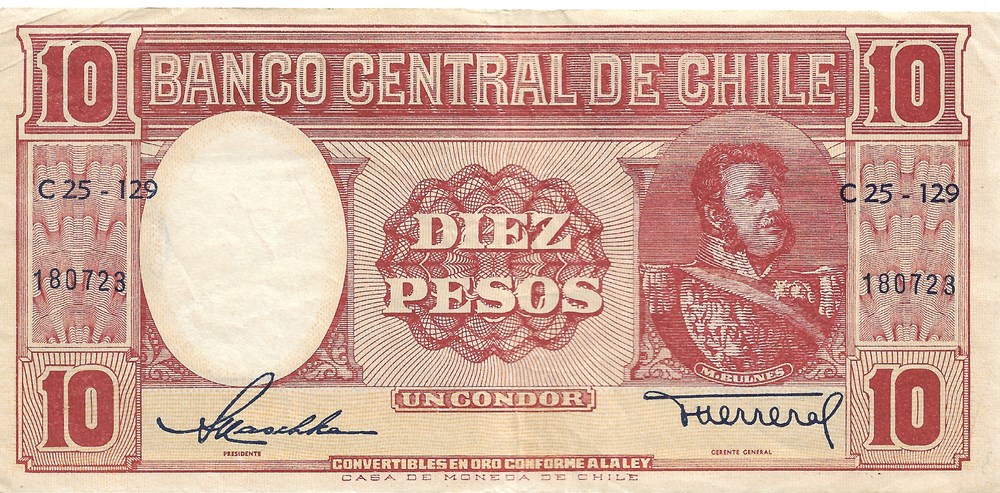 10 BANCO CENTRAL DE CHILE 10
C 25 - 129 C 25 - 129
DIEZ
PESOS
180723 180723
M. BULNES
UN CONDOR
10 10
PRESIDENTE GERENTE GENERAL
CONVERTIBLES EN ORO CONFORME A LA LEY
CASA DE MONEDA DE CHILE